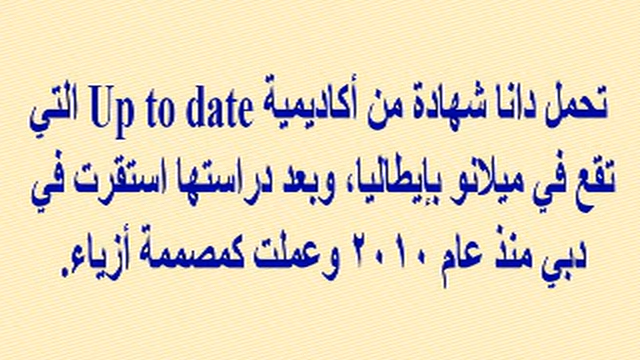 تحمل دانا شهادة من أكاديمية Up to date التي
تقع في ميلانو بإيطاليا، وبعد دراستها استقرت في
دبي منذ عام ٢٠١٠ وعملت كمصممة أزياء.